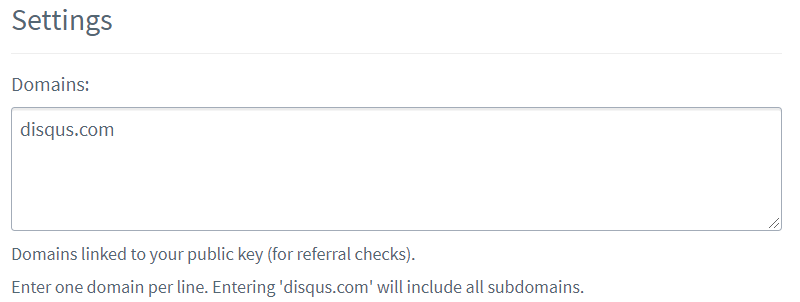 Settings
Domains:
disqus.com
Domains linked to your public key (for referral checks).
Enter one domain per line. Entering 'disqus.com' will include all subdomains.